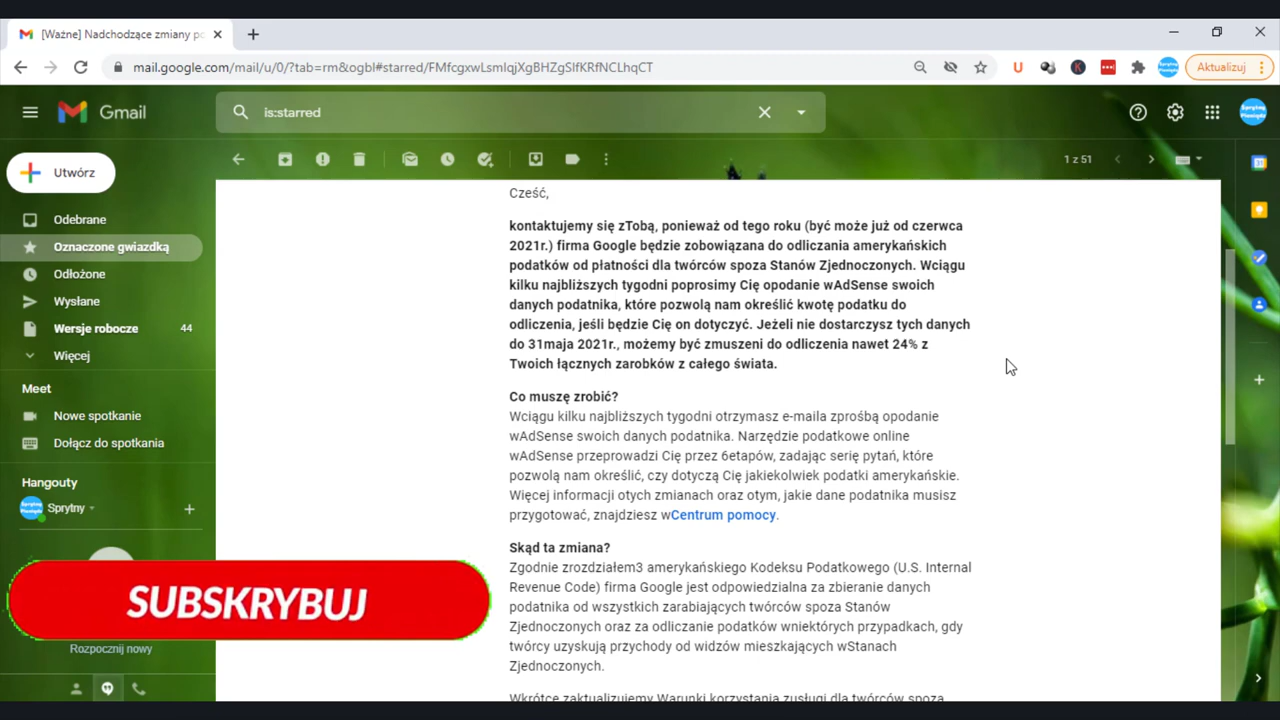 [Ważne] Nadchodzące zmiany po
mail.google.com/mail/u/0/?tab=rm&ogbl#starred/FMfcgxwLsmlqjXgBHZgSlfKRfNCLhqCT
Aktualizuj
Gmail
is:starred
1 z 51
Utwórz
Odebrane
Oznaczone gwiazdką
Odłożone
Wysłane
Wersje robocze 44
Więcej
Meet
Nowe spotkanie
Dołącz do spotkania
Hangouty
Sprytny
Rozpocznij nowy
SUBSKRYBUJ
Cześć,
kontaktujemy się zTobą, ponieważ od tego roku (być może już od czerwca
2021r.) firma Google będzie zobowiązana do odliczania amerykańskich
podatków od płatności dla twórców spoza Stanów Zjednoczonych. Wciągu
kilku najbliższych tygodni poprosimy Cię opodanie wAdSense swoich
danych podatnika, które pozwolą nam określić kwotę podatku do
odliczenia, jeśli będzie Cię on dotyczyć. Jeżeli nie dostarczysz tych danych
do 31maja 2021r., możemy być zmuszeni do odliczenia nawet 24% z
Twoich łącznych zarobków z całego świata.
Co muszę zrobić?
Wciągu kilku najbliższych tygodni otrzymasz e-maila zprośbą opodanie
wAdSense swoich danych podatnika. Narzędzie podatkowe online
wAdSense przeprowadzi Cię przez 6etapów, zadając serię pytań, które
pozwolą nam określić, czy dotyczą Cię jakiekolwiek podatki amerykańskie.
Więcej informacji otych zmianach oraz otym, jakie dane podatnika musisz
przygotować, znajdziesz wCentrum pomocy.
Skąd ta zmiana?
Zgodnie zrozdziałem3 amerykańskiego Kodeksu Podatkowego (U.S. Internal
Revenue Code) firma Google jest odpowiedzialna za zbieranie danych
podatnika od wszystkich zarabiających twórców spoza Stanów
Zjednoczonych oraz za odliczanie podatków wniektórych przypadkach, gdy
twórcy uzyskują przychody od widzów mieszkających wStanach
Zjednoczonych.
Wkrótce zaktualizujemy Warunki korzystania zusługi dla twórców spoza